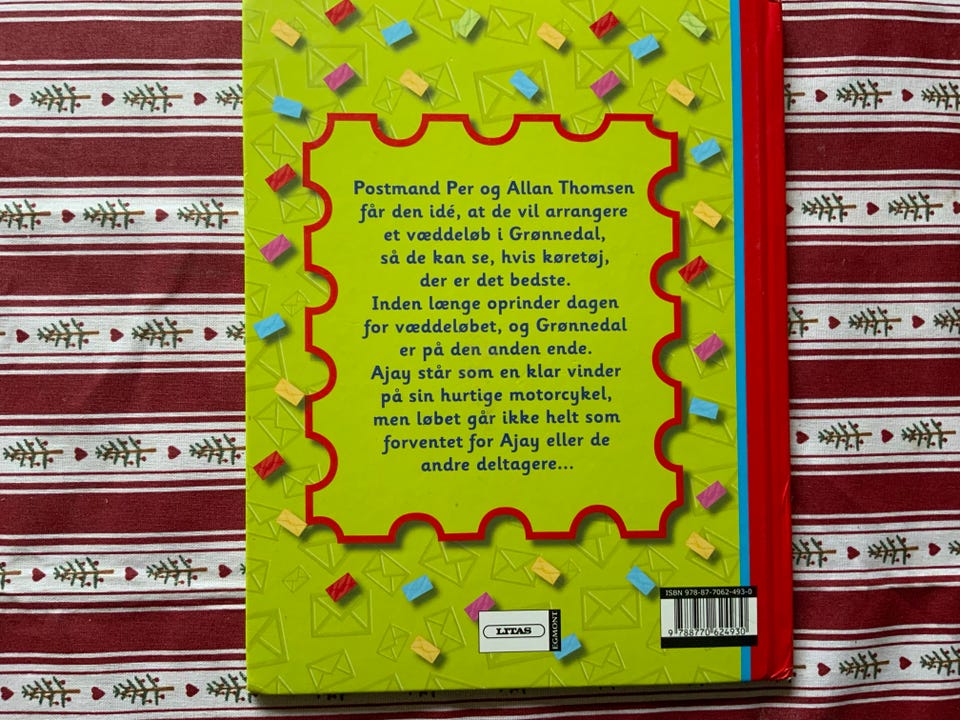 Postmand Per og Allan Thomsen
får den idé, at de vil arrangere
et væddeløb i Grønnedal,
så de kan se, hvis køretøj,
der er det bedste.
Inden længe oprinder dagen
for væddeløbet, og Grønnedal
er på den anden ende.
Ajay står som en klar vinder
på sin hurtige motorcykel,
men løbet går ikke helt som
forventet for Ajay eller de
andre deltagere...
LITAS
EGMONT
ISBN 978-87-7062-493-0
9 788770 624930